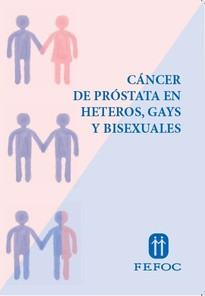 CÁNCER
DE PRÓSTATA EN
HETEROS, GAYS
Y BISEXUALES
FEFOC